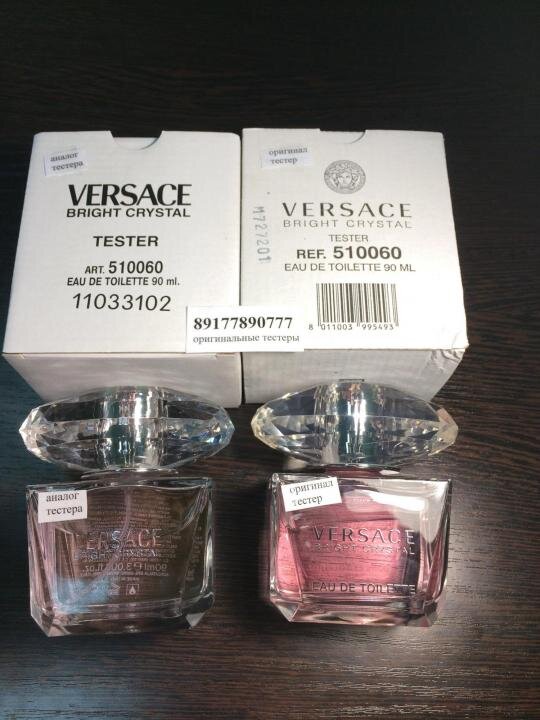 аналог
тестера
VERSACE
BRIGHT CRYSTAL
TESTER
ART. 510060
EAU DE TOILETTE 90 ml.
11033102
оригинал
тестер
VERSACE
BRIGHT CRYSTAL
TESTER
REF. 510060
EAU DE TOILETTE 90 ML
M727201
8 011003 995493
89177890777
оригинальные тестеры
аналог
тестера
VERSACE
BRIGHT CRYSTAL
оригинал
тестер
VERSACE
BRIGHT CRYSTAL
EAU DE TOILETTE